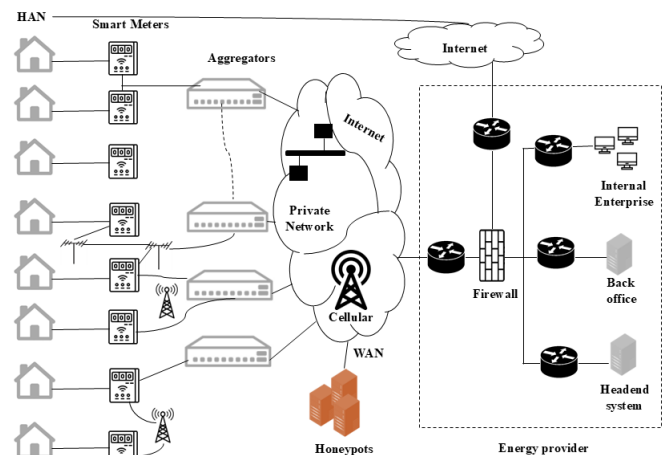 HAN
Smart Meters
Aggregators
Internet
Internet
Private
Network
Cellular
WAN
Honeypots
Firewall
Internal
Enterprise
Back
office
Headend
system
Energy provider